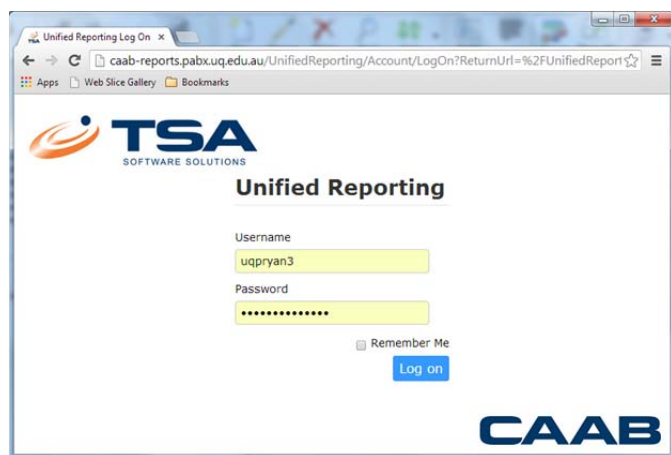 Unified Reporting Log On
caab-reports.pabx.uq.edu.au/UnifiedReporting/Account/LogOn?ReturnUrl=%2FUnifiedReport
Apps Web Slice Gallery Bookmarks
TSA
SOFTWARE SOLUTIONS
Unified Reporting
Username
uqpryan3
Password
••••••••••••••
Remember Me
Log on
CAAB